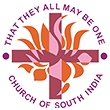 • THAT THEY ALL MAY BE ONE •
CHURCH OF SOUTH INDIA